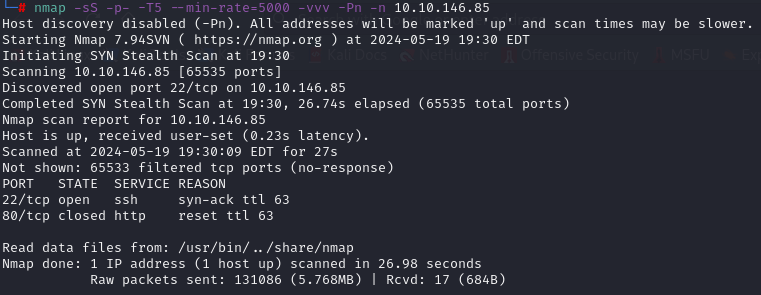 └─# nmap -sS -p- -T5 --min-rate=5000 -vvv -Pn -n 10.10.146.85
Host discovery disabled (-Pn). All addresses will be marked 'up' and scan times may be slower.
Starting Nmap 7.94SVN ( https://nmap.org ) at 2024-05-19 19:30 EDT
Initiating SYN Stealth Scan at 19:30
Kali Docs NetHunter Offensive Security MSFU
Scanning 10.10.146.85 [65535 ports]
Discovered open port 22/tcp on 10.10.146.85
Completed SYN Stealth Scan at 19:30, 26.74s elapsed (65535 total ports)
Nmap scan report for 10.10.146.85
Host is up, received user-set (0.23s latency).
Scanned at 2024-05-19 19:30:09 EDT for 27s
Not shown: 65533 filtered tcp ports (no-response)
PORT   STATE  SERVICE REASON
22/tcp open   ssh     syn-ack ttl 63
80/tcp closed http    reset ttl 63
Read data files from: /usr/bin/../share/nmap
Nmap done: 1 IP address (1 host up) scanned in 26.98 seconds
Raw packets sent: 131086 (5.768MB) | Rcvd: 17 (684B)